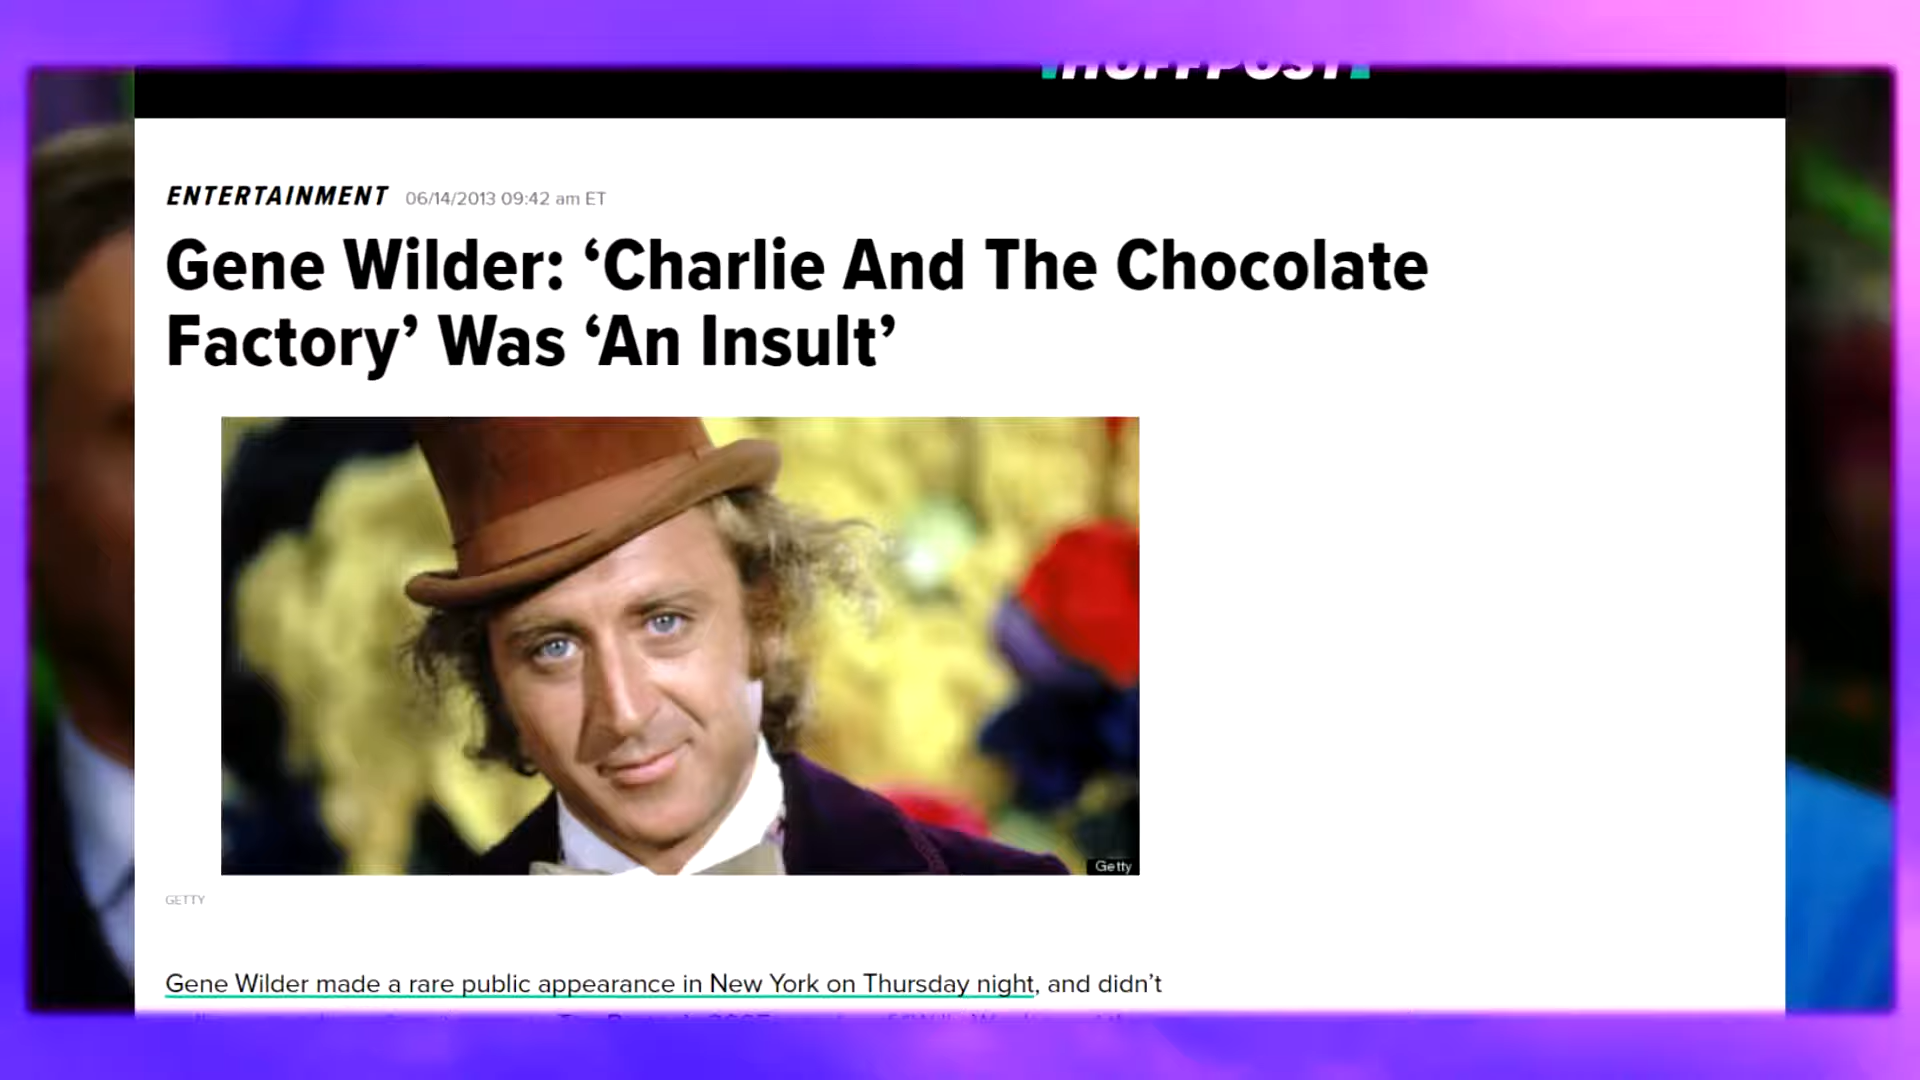 HUFFPOST
ENTERTAINMENT 06/14/2013 09:42 am ET
Gene Wilder: ‘Charlie And The Chocolate
Factory’ Was ‘An Insult’
Getty
GETTY
Gene Wilder made a rare public appearance in New York on Thursday night, and didn’t